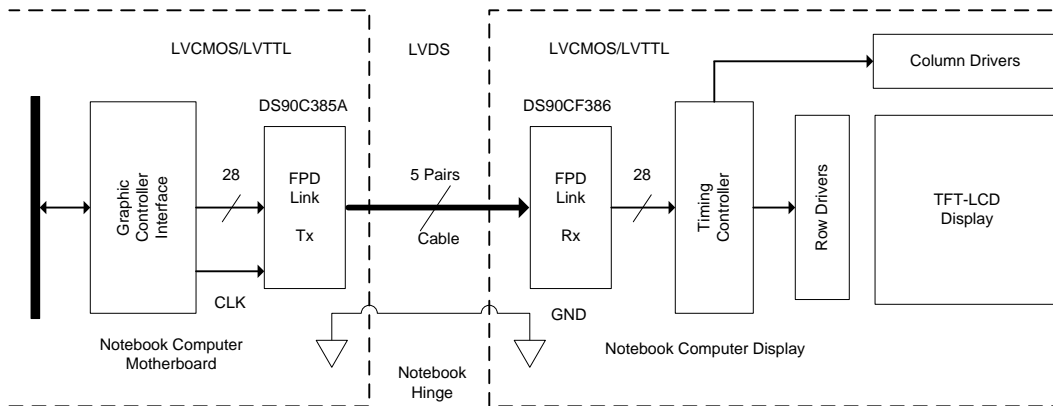 LVCMOS/LVTTL
LVDS
LVCMOS/LVTTL
Column Drivers
DS90C385A
DS90CF386
Graphic
Controller
Interface
28
CLK
FPD
Link
Tx
5 Pairs
Cable
FPD
Link
Rx
28
Timing
Controller
Row Drivers
TFT-LCD
Display
GND
Notebook Computer
Motherboard
Notebook
Hinge
Notebook Computer Display